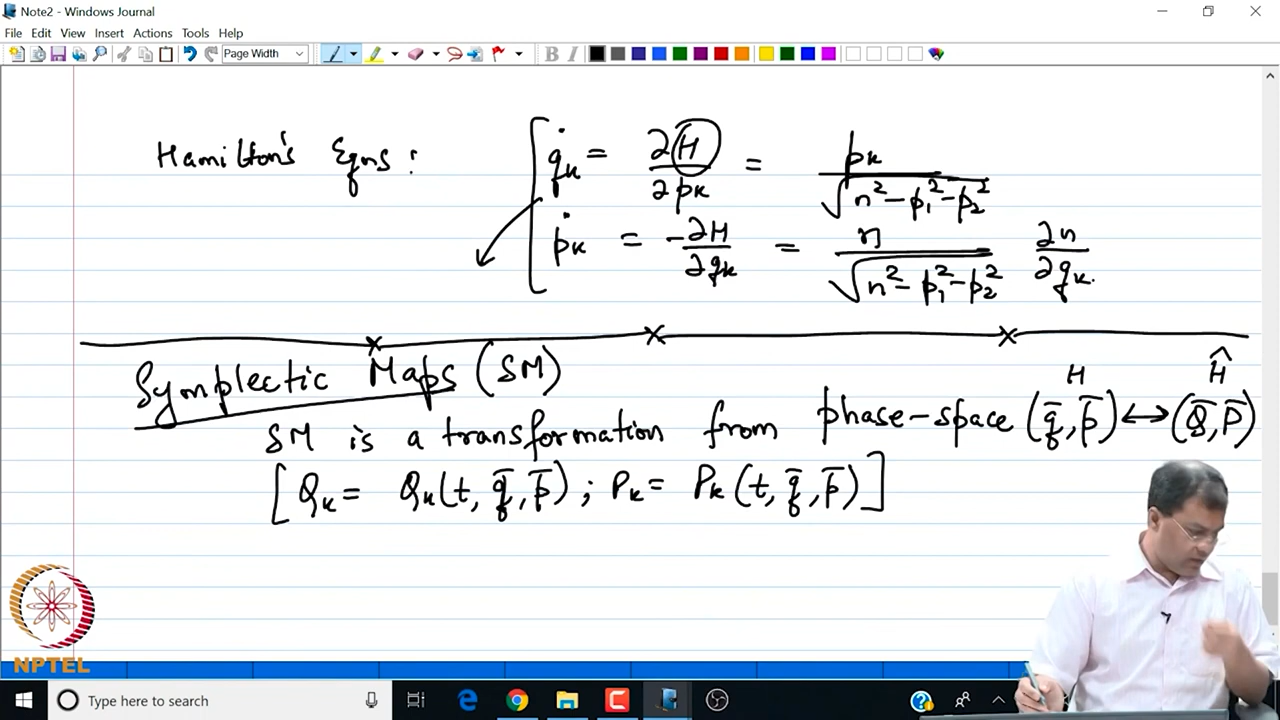 Note2 - Windows Journal
File Edit View Insert Actions Tools Help
Page Width
B I
Hamilton's Eqns : q̇k = ∂H/∂pk = pk/√(n²-p₁²-p₂²)
ṗk = -∂H/∂qk = n/√(n²-p₁²-p₂²) ∂n/∂qk.
Symplectic Maps (SM)
H Ĥ
SM is a transformation from phase-space (q̄,p̄) ↔ (Q̄,P̄)
[Qk = Qk(t, q̄,p̄) ; Pk = Pk(t, q̄,p̄)]
NPTEL
Type here to search